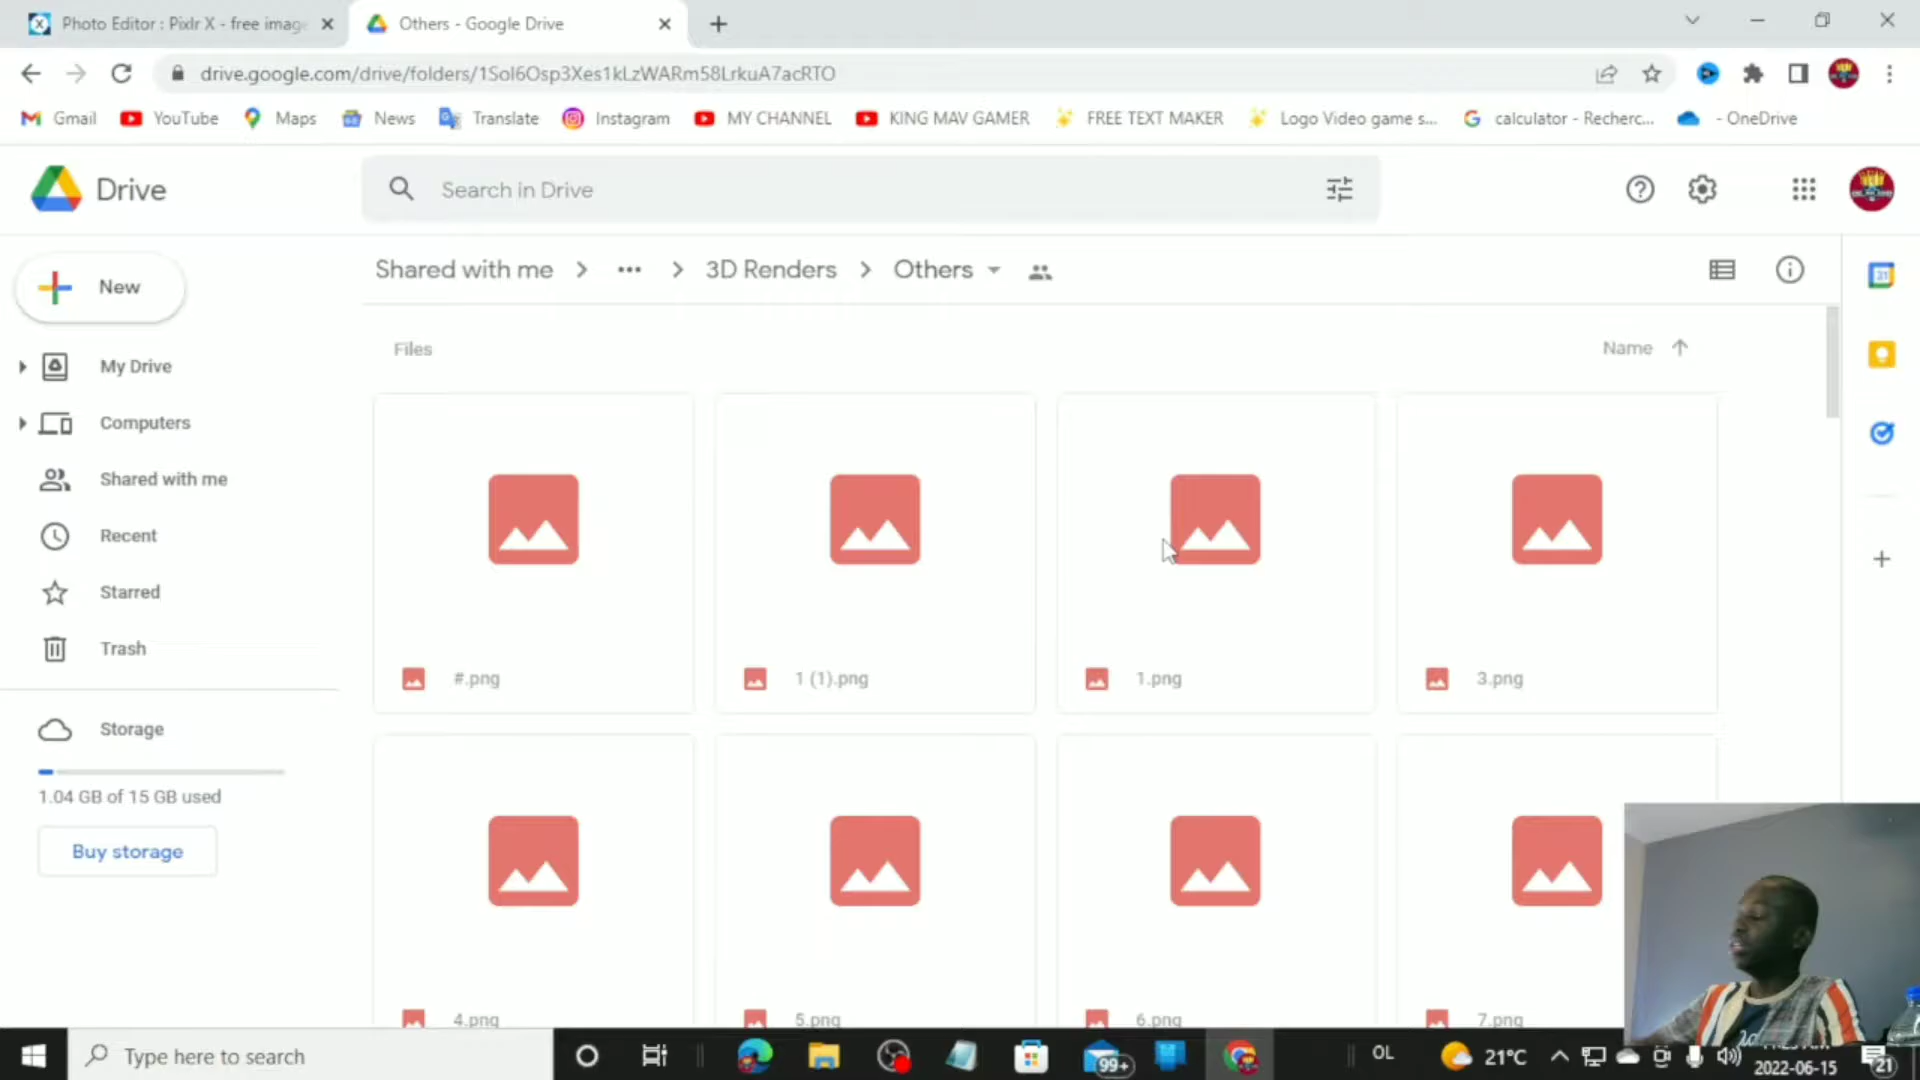 Photo Editor : Pixlr X - free imag
Others - Google Drive
drive.google.com/drive/folders/1Sol6Osp3Xes1kLzWARm58LrkuA7acRTO
Gmail
YouTube
Maps
News
Translate
Instagram
MY CHANNEL
KING MAV GAMER
FREE TEXT MAKER
Logo Video game s...
calculator - Recherc...
- OneDrive
Drive
Search in Drive
New
Shared with me
...
3D Renders
Others
My Drive
Computers
Shared with me
Recent
Starred
Trash
Storage
1.04 GB of 15 GB used
Buy storage
Files
Name
31
#.png
1 (1).png
1.png
3.png
4.png
5.png
6.png
7.png
Type here to search
99+
OL
21°C
2022-06-15
21